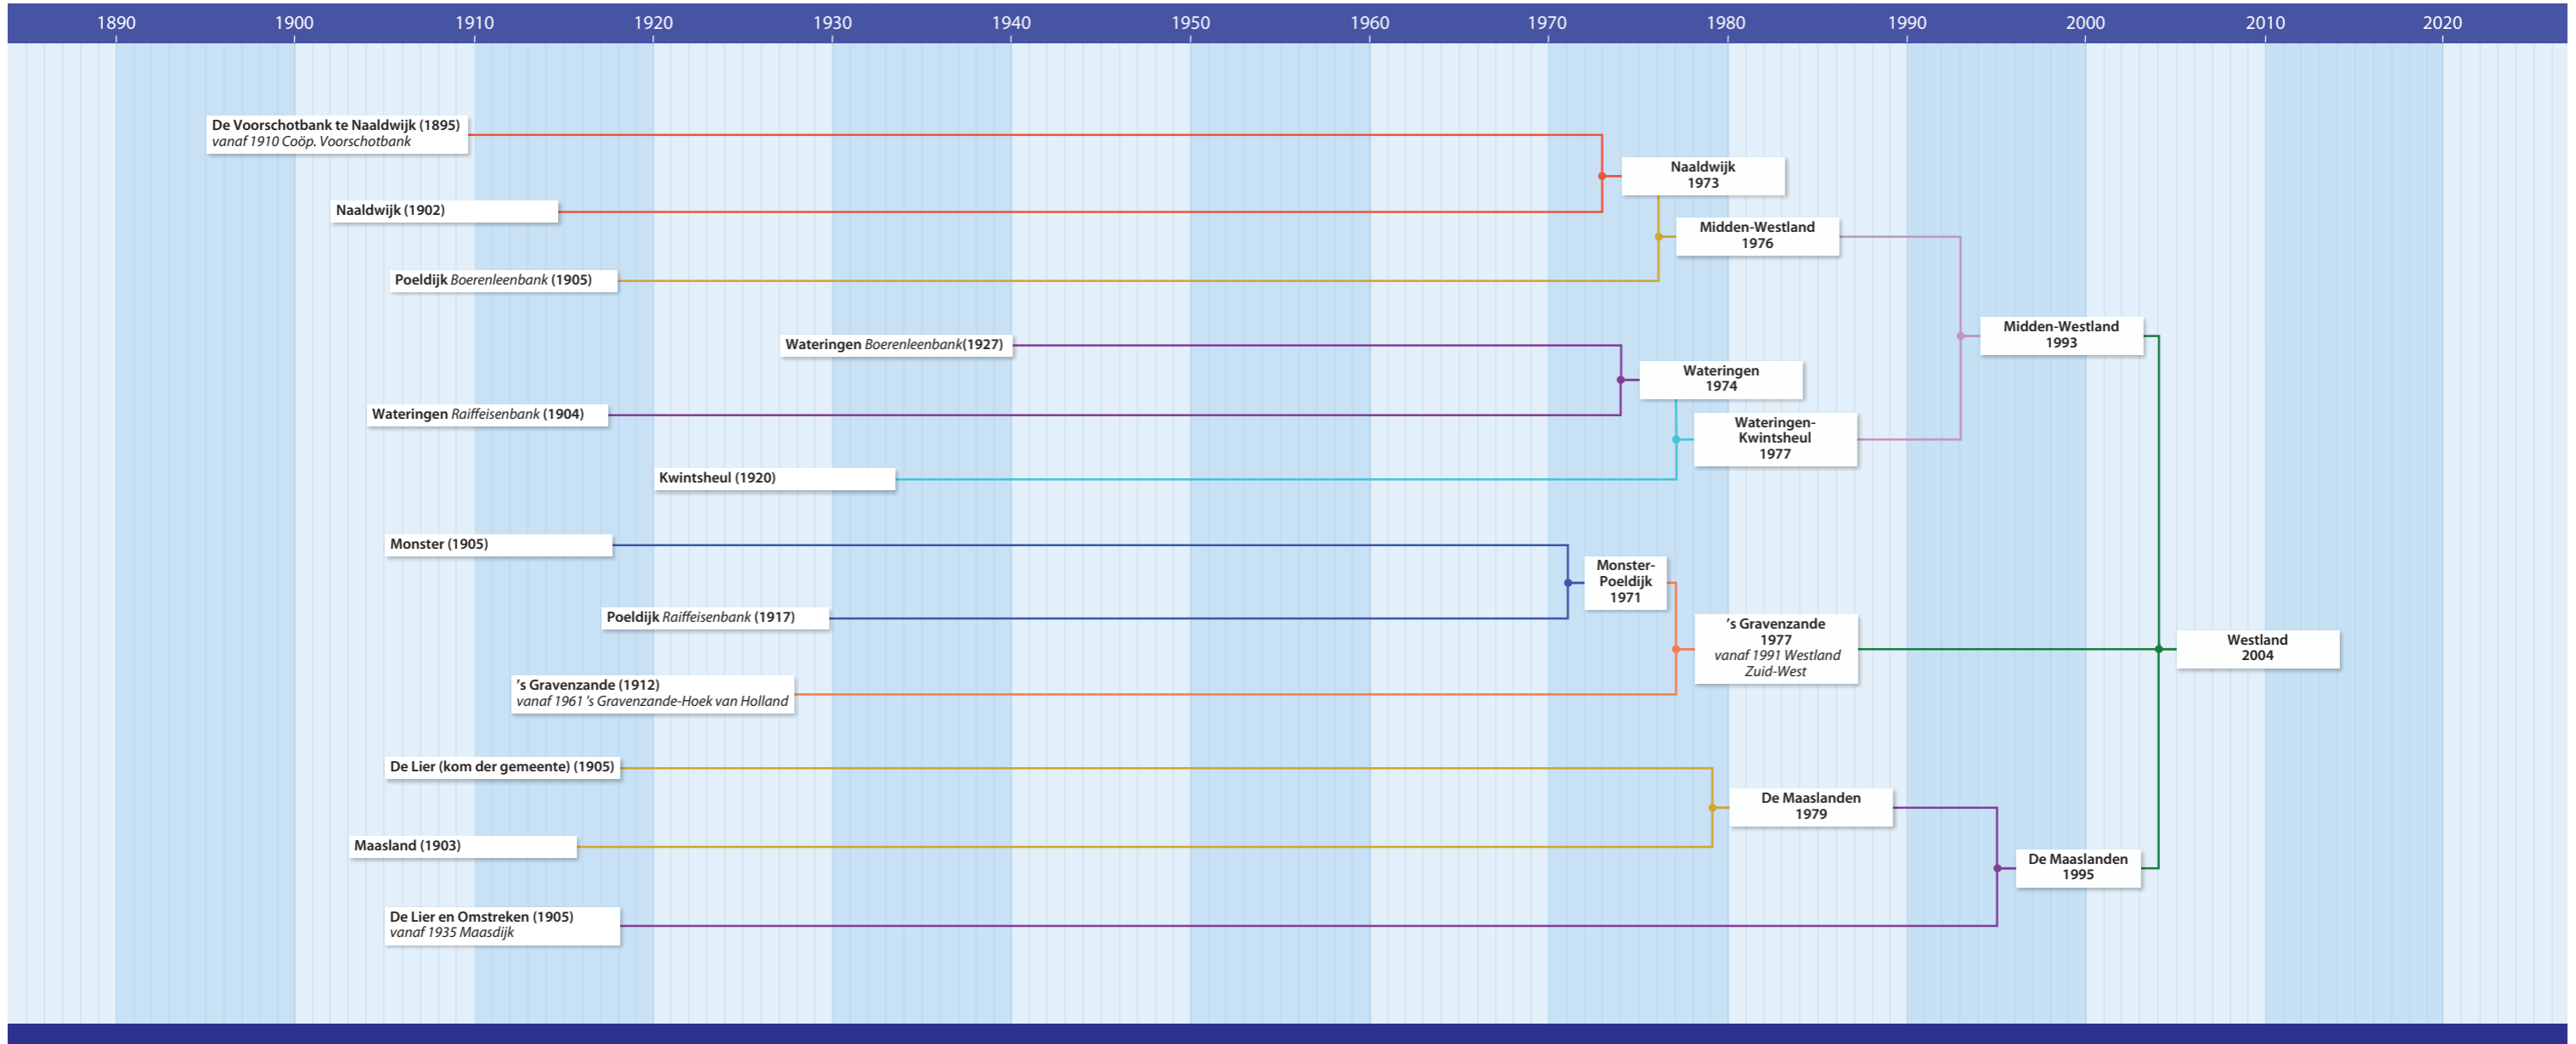 1890 1900 1910 1920 1930 1940 1950 1960 1970 1980 1990 2000 2010 2020
De Voorschotbank te Naaldwijk (1895)
vanaf 1910 Coöp. Voorschotbank
Naaldwijk
1973
Naaldwijk (1902)
Midden-Westland
1976
Poeldijk Boerenleenbank (1905)
Midden-Westland
1993
Wateringen Boerenleenbank(1927)
Wateringen
1974
Wateringen Raiffeisenbank (1904)
Wateringen-
Kwintsheul
1977
Kwintsheul (1920)
Monster (1905)
Monster-
Poeldijk
1971
Poeldijk Raiffeisenbank (1917)
's Gravenzande
1977
vanaf 1991 Westland
Zuid-West
Westland
2004
's Gravenzande (1912)
vanaf 1961 's Gravenzande-Hoek van Holland
De Lier (kom der gemeente) (1905)
De Maaslanden
1979
Maasland (1903)
De Maaslanden
1995
De Lier en Omstreken (1905)
vanaf 1935 Maasdijk